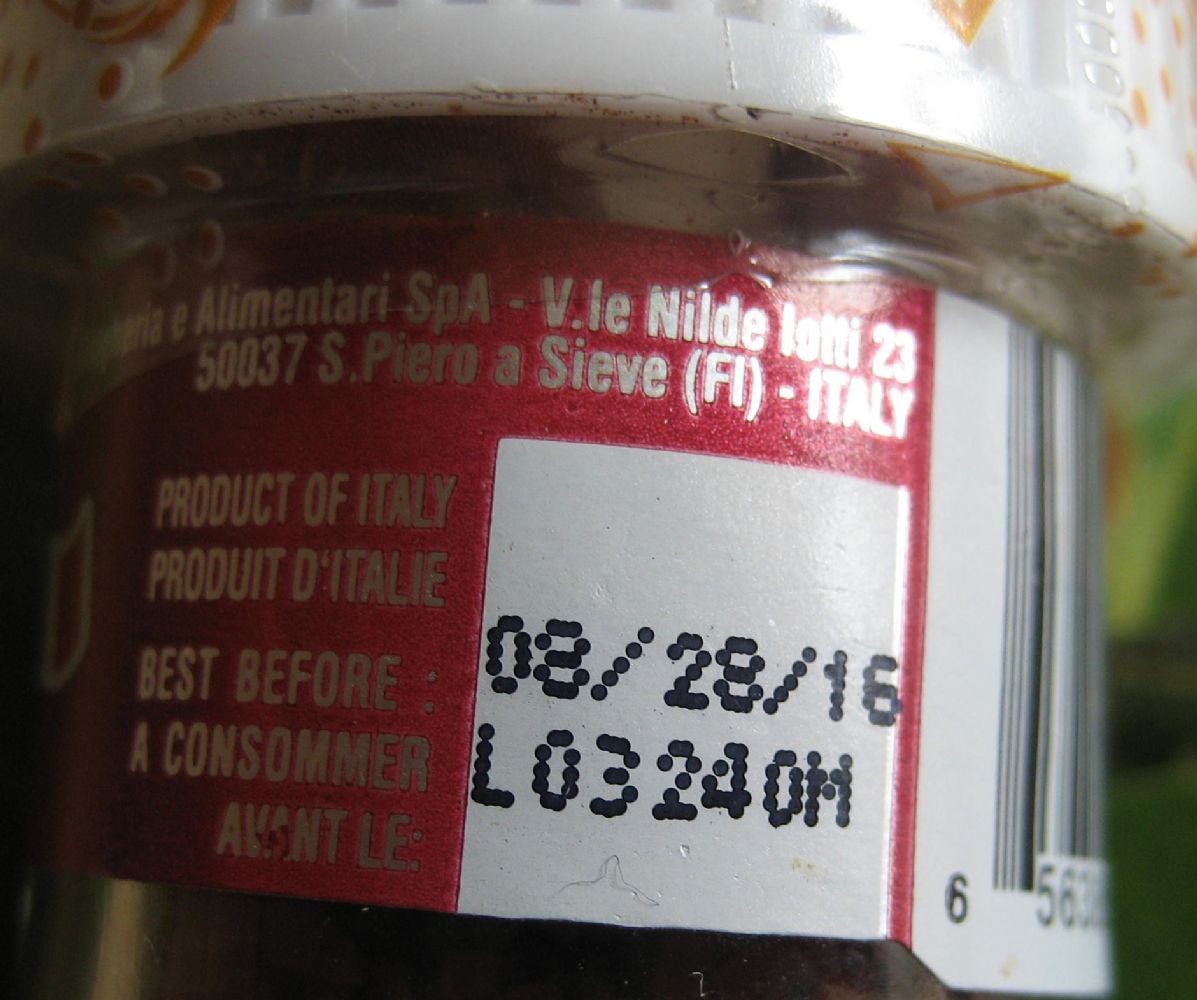 e Alimentari SpA - V.le Nilde Iotti 23
50037 S.Piero a Sieve (FI) - ITALY
PRODUCT OF ITALY
PRODUIT D'ITALIE
BEST BEFORE :
A CONSOMMER
AVANT LE:
08/28/16
L03240M
6